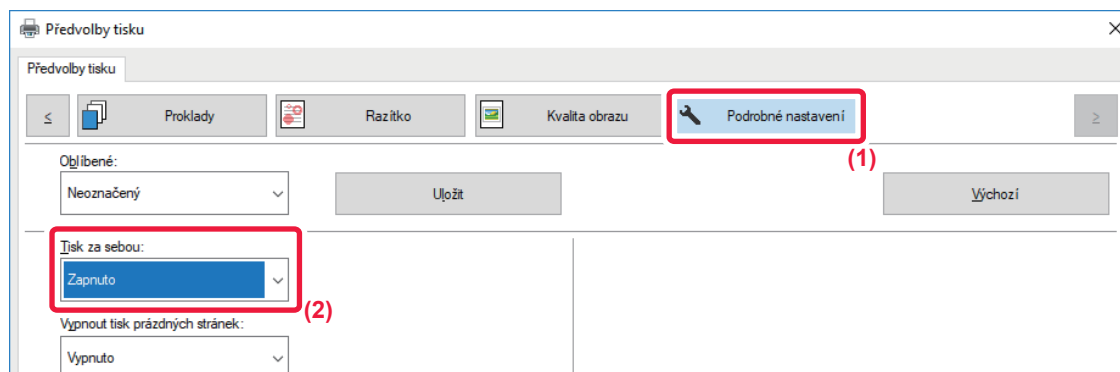 Předvolby tisku
Předvolby tisku
< Proklady Razítko Kvalita obrazu Podrobné nastavení >
(1)
Oblíbené:
Neoznačený Uložit Výchozí
Tisk za sebou:
Zapnuto
(2)
Vypnout tisk prázdných stránek:
Vypnuto